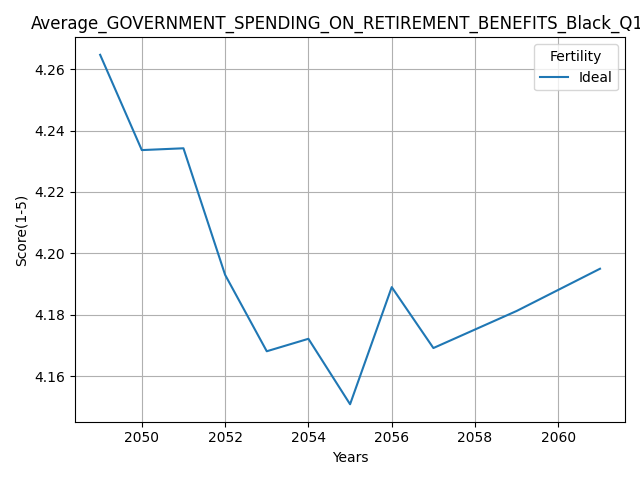 Average_GOVERNMENT_SPENDING_ON_RETIREMENT_BENEFITS_Black_Q1
Fertility
Ideal
4.26
4.24
4.22
4.20
4.18
4.16
Score(1-5)
2050 2052 2054 2056 2058 2060
Years